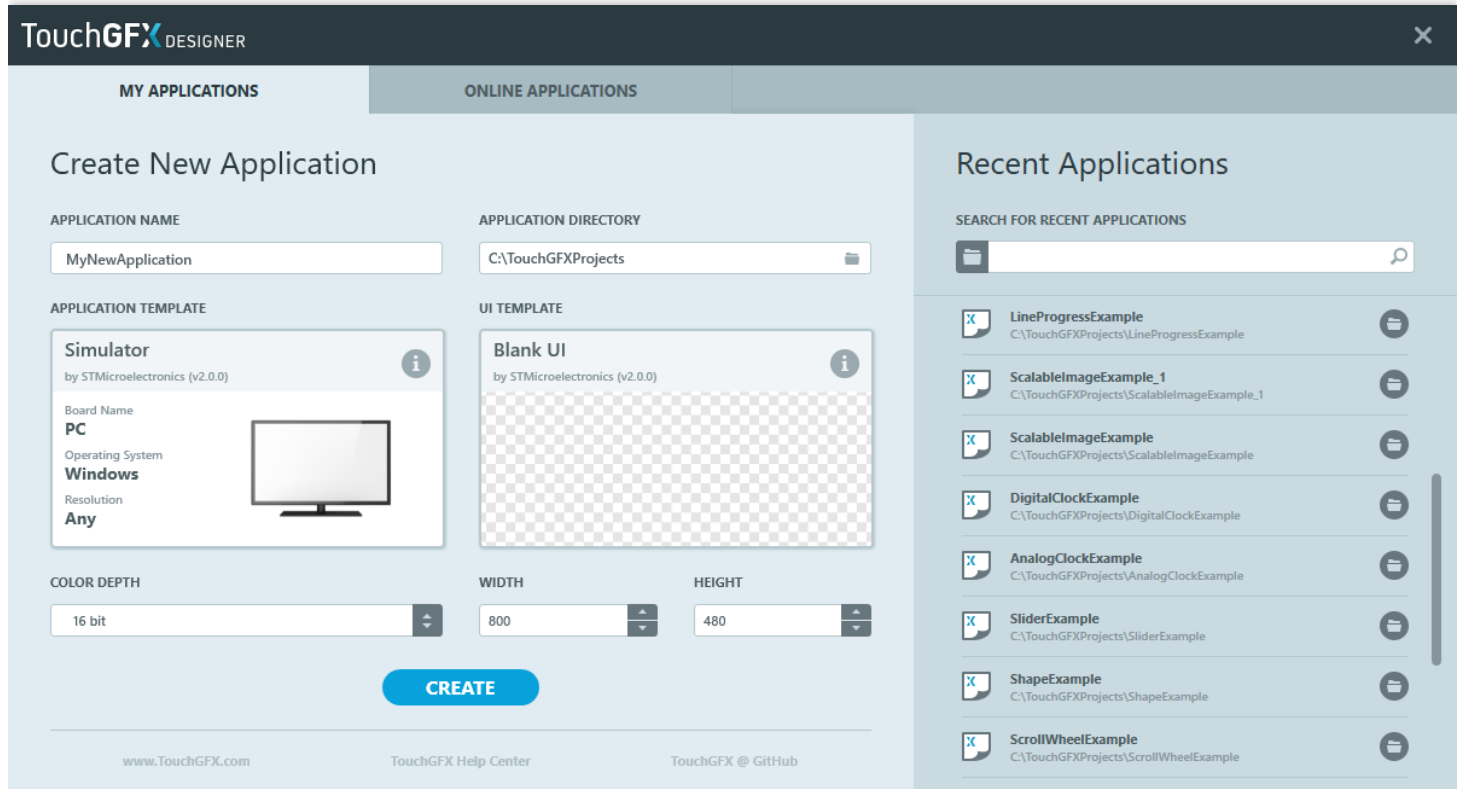 TouchGFX DESIGNER
MY APPLICATIONS
ONLINE APPLICATIONS
Create New Application
APPLICATION NAME
APPLICATION DIRECTORY
MyNewApplication
C:\TouchGFXProjects
APPLICATION TEMPLATE
UI TEMPLATE
Simulator
by STMicroelectronics (v2.0.0)
Board Name
PC
Operating System
Windows
Resolution
Any
Blank UI
by STMicroelectronics (v2.0.0)
COLOR DEPTH
WIDTH
HEIGHT
16 bit
800
480
CREATE
www.TouchGFX.com
TouchGFX Help Center
TouchGFX @ GitHub
Recent Applications
SEARCH FOR RECENT APPLICATIONS
LineProgressExample
C:\TouchGFXProjects\LineProgressExample
ScalableImageExample_1
C:\TouchGFXProjects\ScalableImageExample_1
ScalableImageExample
C:\TouchGFXProjects\ScalableImageExample
DigitalClockExample
C:\TouchGFXProjects\DigitalClockExample
AnalogClockExample
C:\TouchGFXProjects\AnalogClockExample
SliderExample
C:\TouchGFXProjects\SliderExample
ShapeExample
C:\TouchGFXProjects\ShapeExample
ScrollWheelExample
C:\TouchGFXProjects\ScrollWheelExample